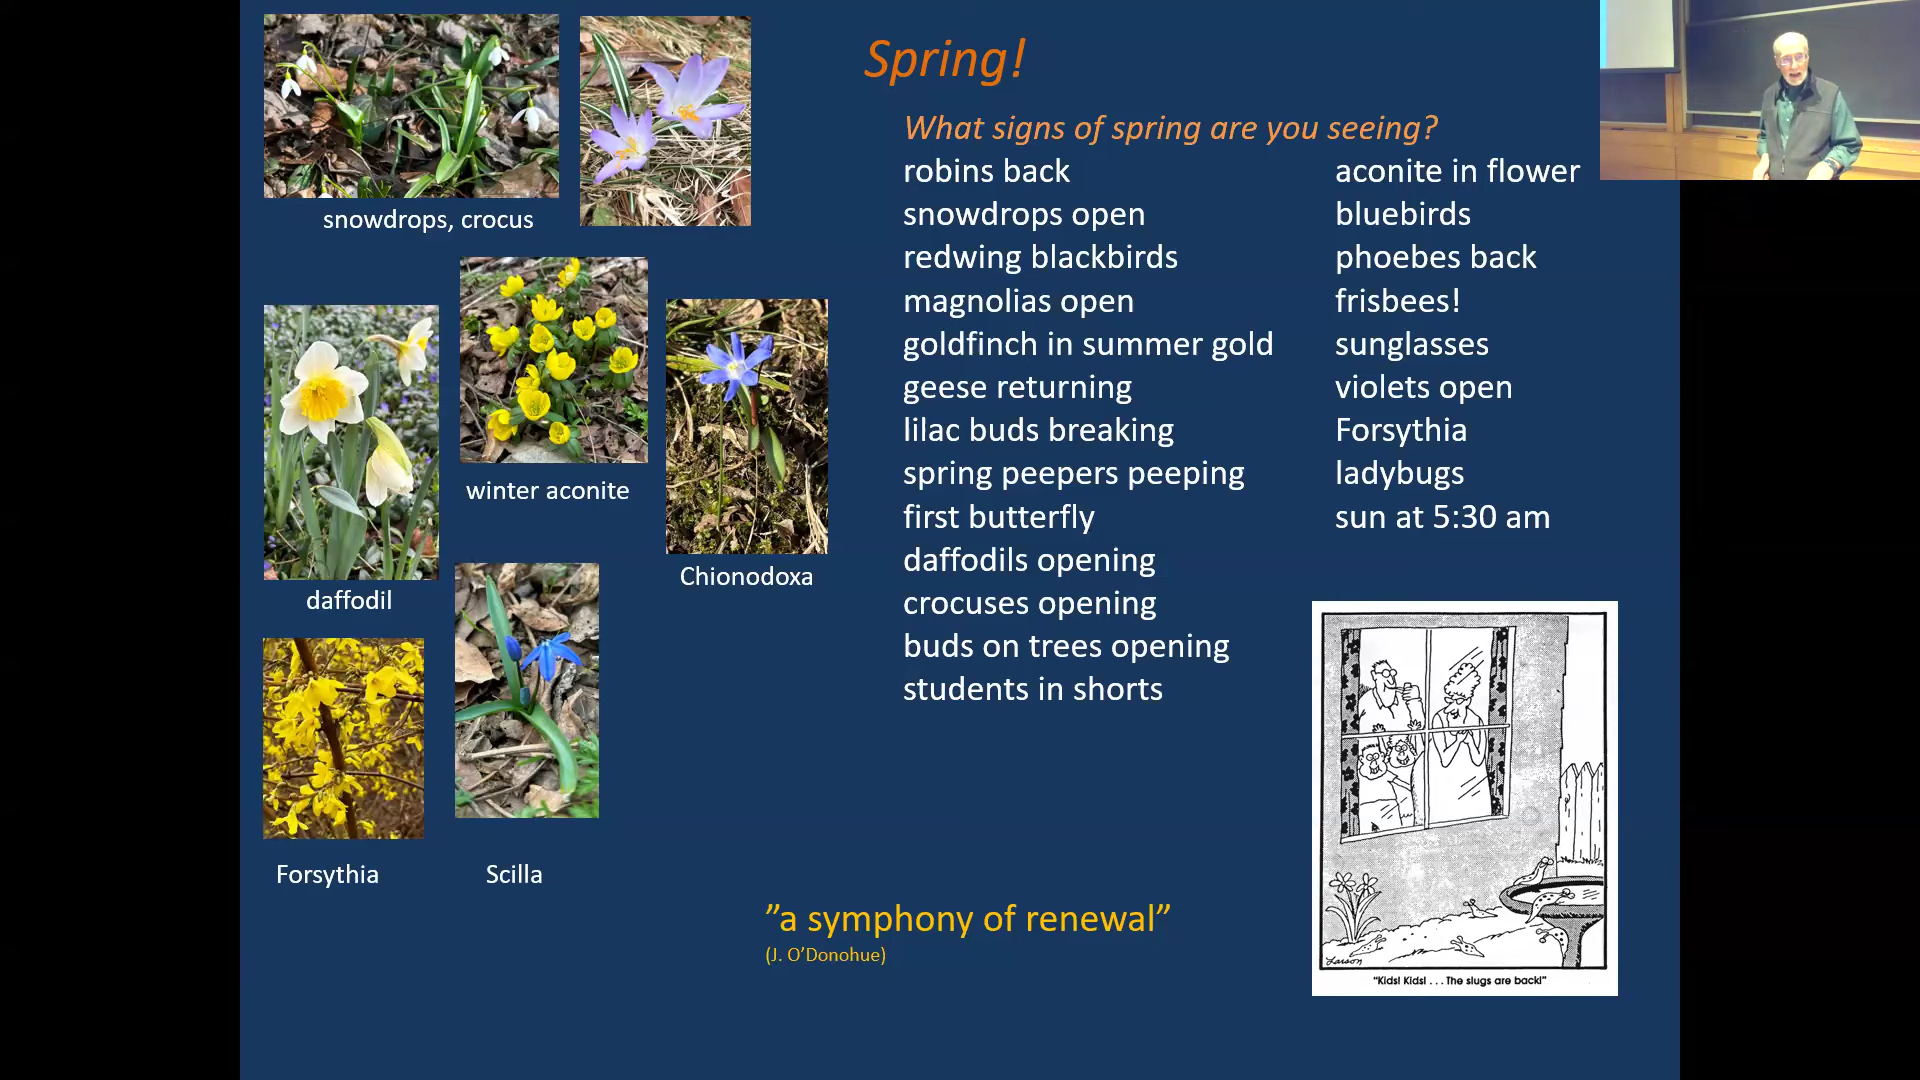 Spring!
What signs of spring are you seeing?
robins back
snowdrops open
redwing blackbirds
magnolias open
goldfinch in summer gold
geese returning
lilac buds breaking
spring peepers peeping
first butterfly
daffodils opening
crocuses opening
buds on trees opening
students in shorts
aconite in flower
bluebirds
phoebes back
frisbees!
sunglasses
violets open
Forsythia
ladybugs
sun at 5:30 am
snowdrops, crocus
winter aconite
Chionodoxa
daffodil
Forsythia
Scilla
”a symphony of renewal”
(J. O’Donohue)
Larson
"Kids! Kids! . . . The slugs are back!"